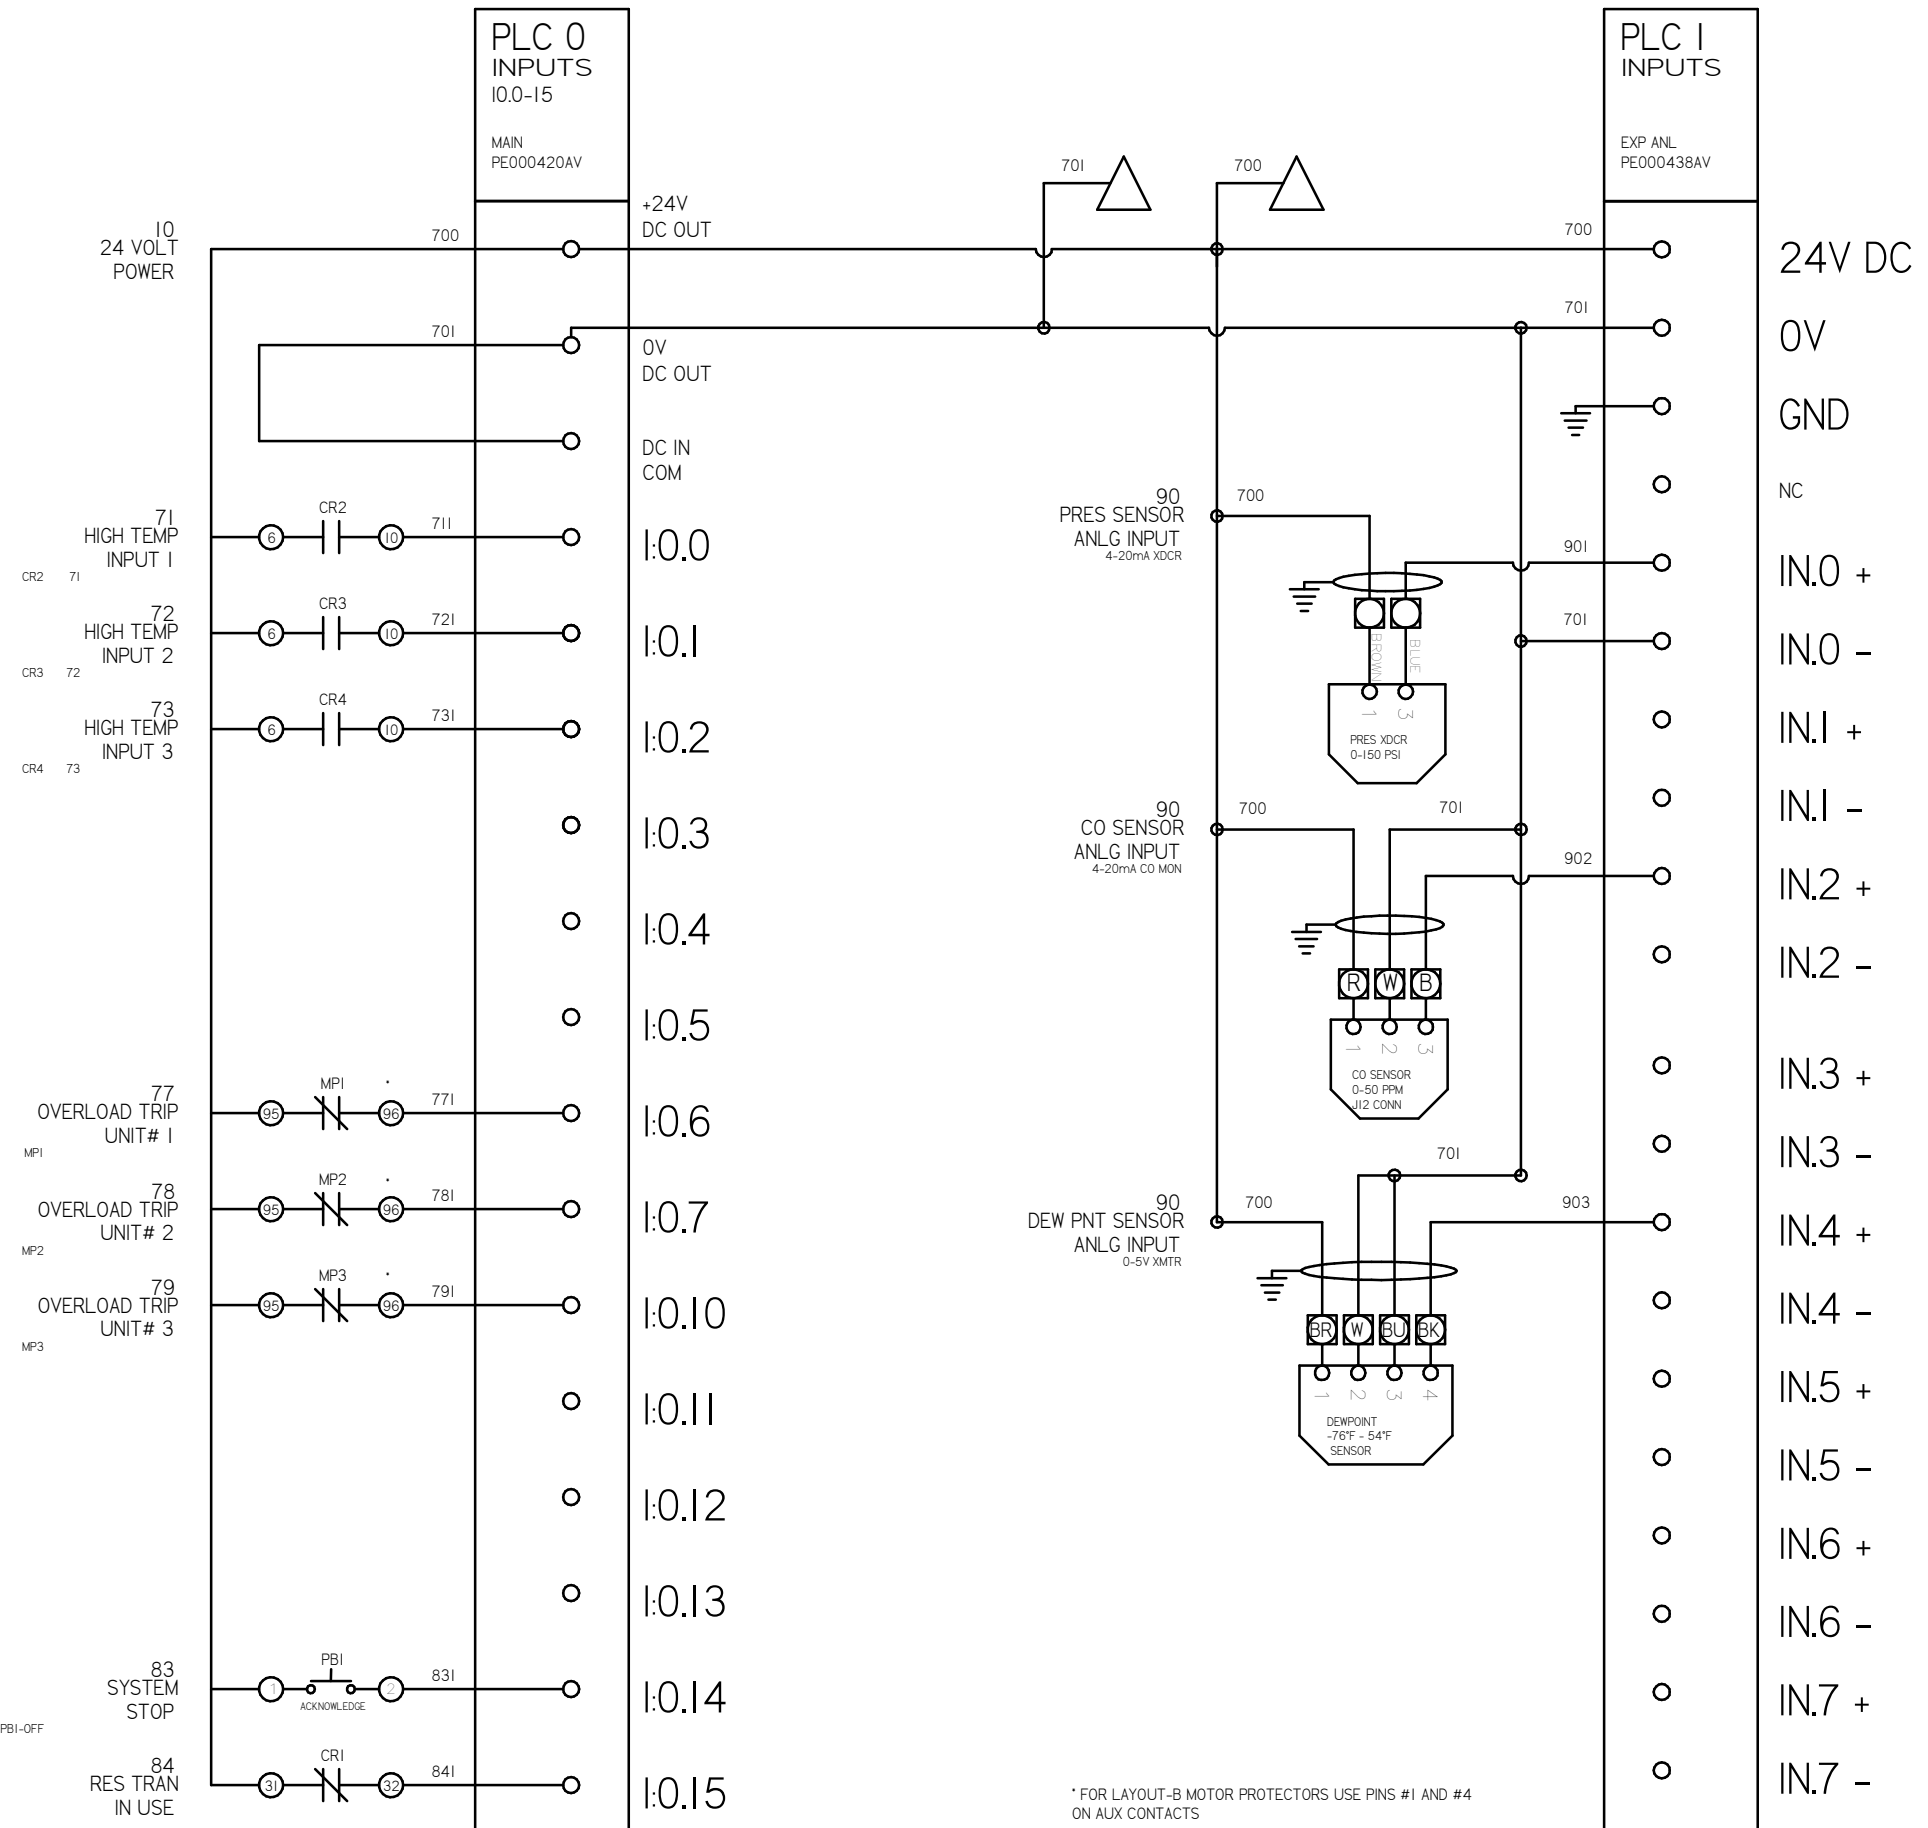 PLC 0
INPUTS
I0.0-15
MAIN
PE000420AV
10
24 VOLT
POWER
700
+24V
DC OUT
701
0V
DC OUT
DC IN
COM
71
HIGH TEMP
INPUT 1
CR2 71
6
CR2
10
711
I:0.0
72
HIGH TEMP
INPUT 2
CR3 72
6
CR3
10
721
I:0.1
73
HIGH TEMP
INPUT 3
CR4 73
6
CR4
10
731
I:0.2
I:0.3
I:0.4
I:0.5
77
OVERLOAD TRIP
UNIT# 1
MP1
95
MP1
*
96
771
I:0.6
78
OVERLOAD TRIP
UNIT# 2
MP2
95
MP2
*
96
781
I:0.7
79
OVERLOAD TRIP
UNIT# 3
MP3
95
MP3
*
96
791
I:0.10
I:0.11
I:0.12
I:0.13
83
SYSTEM
STOP
PB1-OFF
1
PB1
ACKNOWLEDGE
2
831
I:0.14
84
RES TRAN
IN USE
31
CR1
32
841
I:0.15
701
700
90
PRES SENSOR
ANLG INPUT
4-20mA XDCR
700
BROWN
BLUE
1 3
PRES XDCR
0-150 PSI
90
CO SENSOR
ANLG INPUT
4-20mA CO MON
700
701
R W B
1 2 3
CO SENSOR
0-50 PPM
J12 CONN
701
90
DEW PNT SENSOR
ANLG INPUT
0-5V XMTR
700
BR W BU BK
1 2 3 4
DEWPOINT
-76°F - 54°F
SENSOR
* FOR LAYOUT-B MOTOR PROTECTORS USE PINS #1 AND #4
ON AUX CONTACTS
PLC 1
INPUTS
EXP ANL
PE000438AV
700
24V DC
701
0V
GND
NC
901
IN.0 +
701
IN.0 -
IN.1 +
IN.1 -
902
IN.2 +
IN.2 -
IN.3 +
IN.3 -
903
IN.4 +
IN.4 -
IN.5 +
IN.5 -
IN.6 +
IN.6 -
IN.7 +
IN.7 -